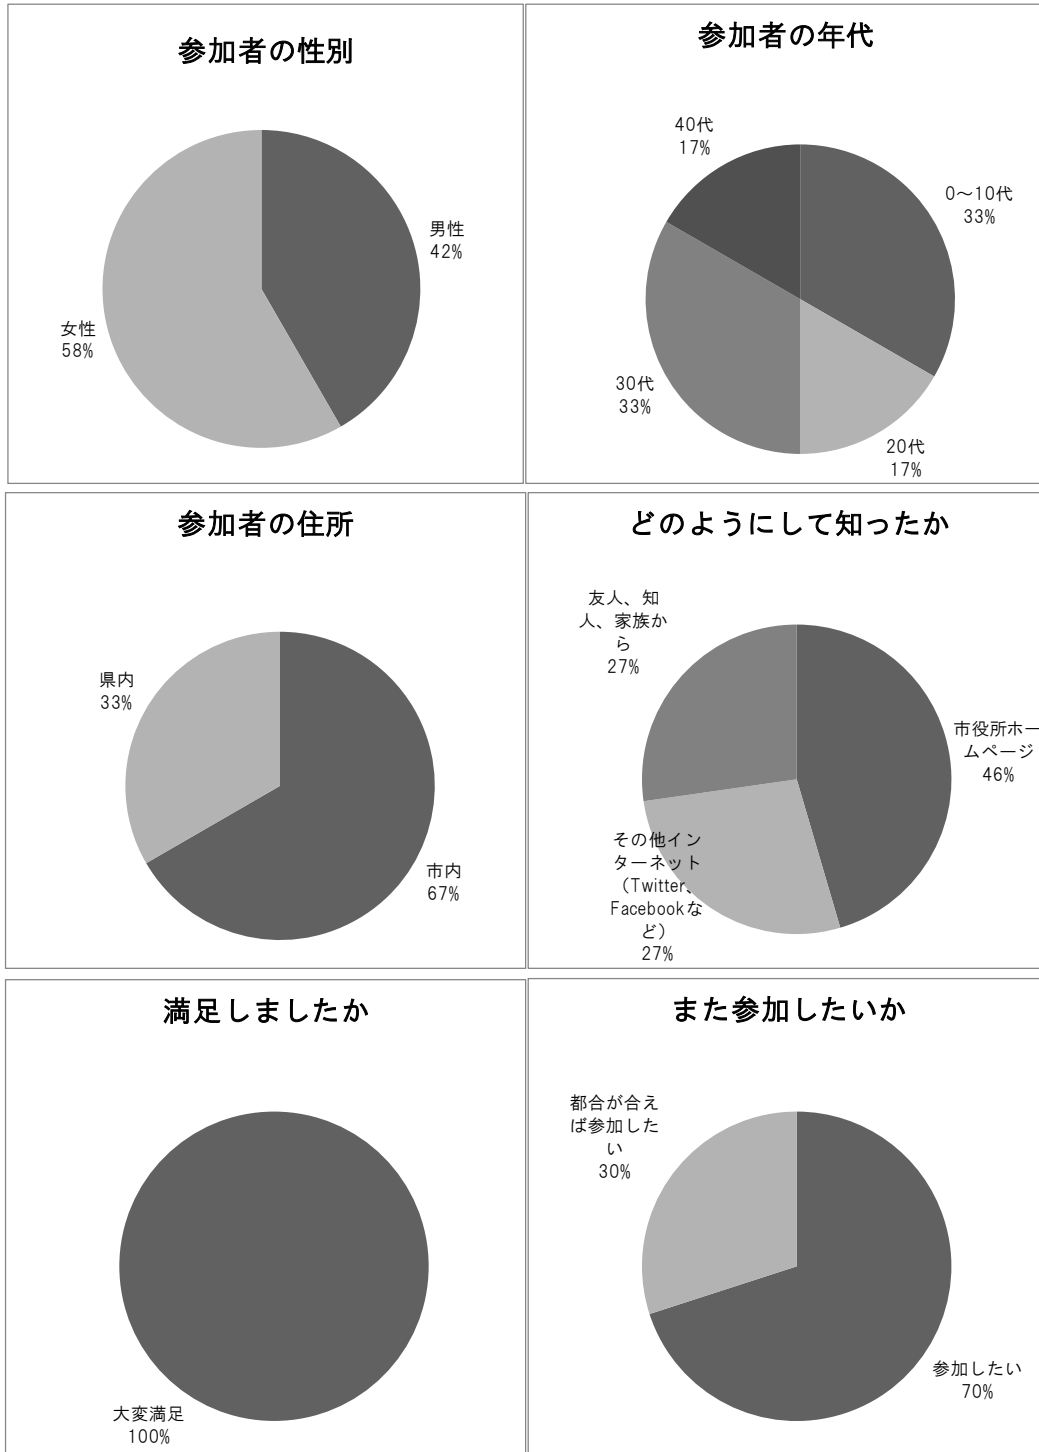 参加者の性別
男性
42%
女性
58%
参加者の年代
0～10代
33%
20代
17%
30代
33%
40代
17%
参加者の住所
市内
67%
県内
33%
どのようにして知ったか
市役所ホー
ムページ
46%
その他イン
ターネット
（Twitter、
Facebookな
ど）
27%
友人、知
人、家族か
ら
27%
満足しましたか
大変満足
100%
また参加したいか
参加したい
70%
都合が合え
ば参加した
い
30%